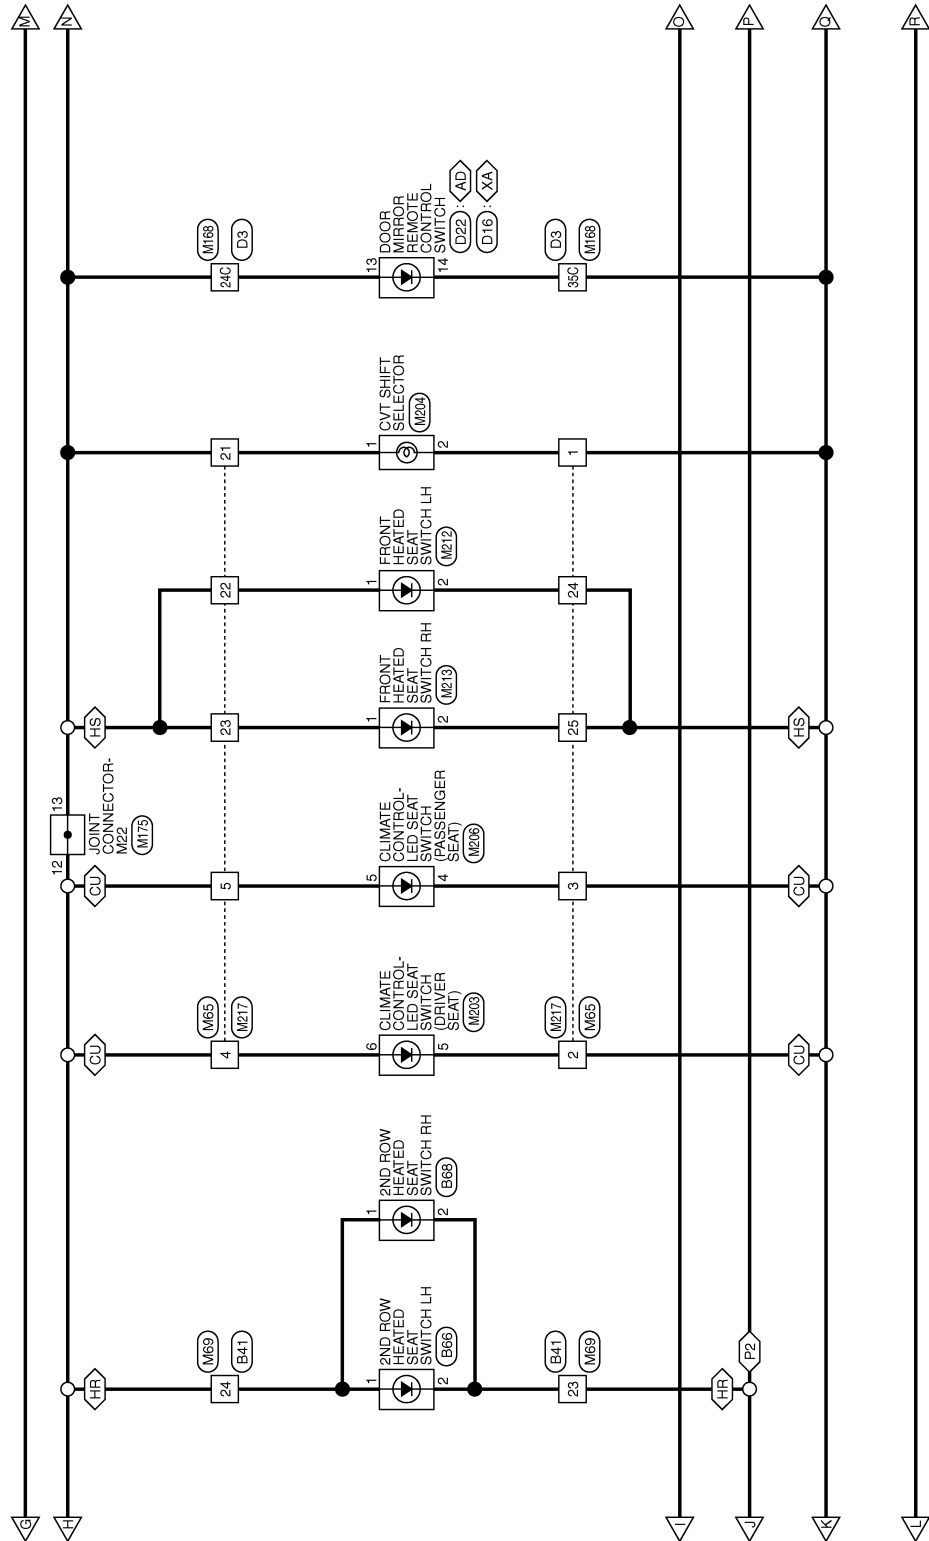 G
H
I
J
K
L
M
N
O
P
Q
R
HR
24
M69
B41
1
2ND ROW
HEATED
SEAT
SWITCH LH
B66
2
B41
M69
23
HR
P2
1
2ND ROW
HEATED
SEAT
SWITCH RH
B68
2
CU
4
M65
M217
6
CLIMATE
CONTROL-
LED SEAT
SWITCH
(DRIVER
SEAT)
M203
5
M217
M65
2
CU
12
13
JOINT
CONNECTOR-
M22
M175
CU
5
5
CLIMATE
CONTROL-
LED SEAT
SWITCH
(PASSENGER
SEAT)
M206
4
3
CU
HS
23
1
FRONT
HEATED
SEAT
SWITCH RH
M213
2
25
HS
22
1
FRONT
HEATED
SEAT
SWITCH LH
M212
2
24
21
1
CVT SHIFT
SELECTOR
M204
2
1
24C
M168
D3
13
DOOR
MIRROR
REMOTE
CONTROL
SWITCH
D22 : AD
D16 : XA
14
D3
M168
35C